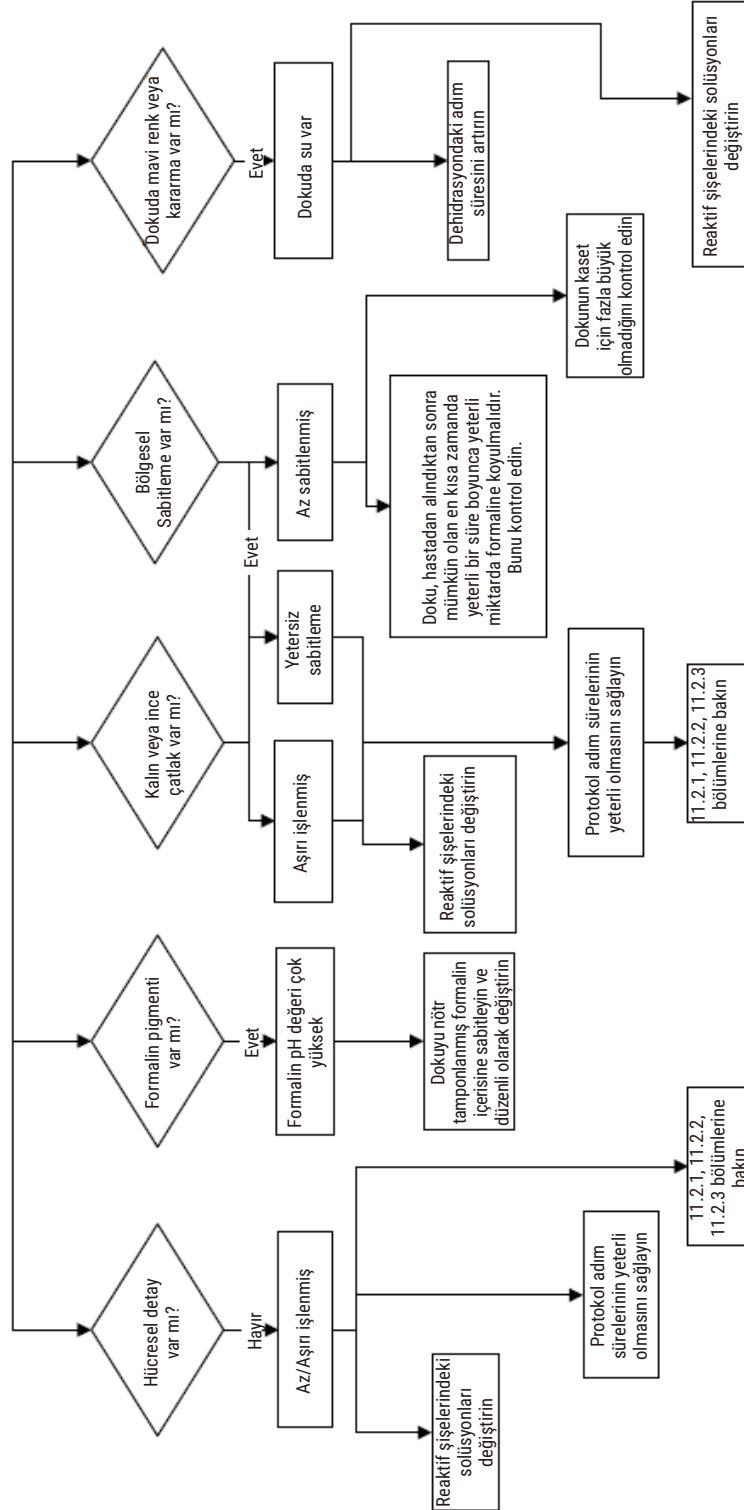 Hücresel detay
var mı?
Hayır
Az/Aşırı işlenmiş
Reaktif şişelerindeki
solüsyonları
değiştirin
Protokol adım
sürelerinin yeterli
olmasını sağlayın
11.2.1, 11.2.2,
11.2.3 bölümlerine
bakın
Formalin pigmenti
var mı?
Evet
Formalin pH değeri çok
yüksek
Dokuyu nötr
tamponlanmış formalin
içerisine sabitleyin ve
düzenli olarak değiştirin
Kalın veya ince
çatlak var mı?
Aşırı işlenmiş
Yetersiz
sabitleme
Reaktif şişelerindeki
solüsyonları değiştirin
Protokol adım sürelerinin
yeterli olmasını sağlayın
11.2.1, 11.2.2, 11.2.3
bölümlerine bakın
Bölgesel
Sabitleme var mı?
Evet
Az sabitlenmiş
Doku, hastadan alındıktan sonra
mümkün olan en kısa zamanda
yeterli bir süre boyunca yeterli
miktarda formaline koyulmalıdır.
Bunu kontrol edin.
Dokunun kaset
için fazla büyük
olmadığını kontrol edin
Dokuda mavi renk veya
kararma var mı?
Evet
Dokuda su var
Dehidrasyondaki adım
süresini artırın
Reaktif şişelerindeki solüsyonları
değiştirin